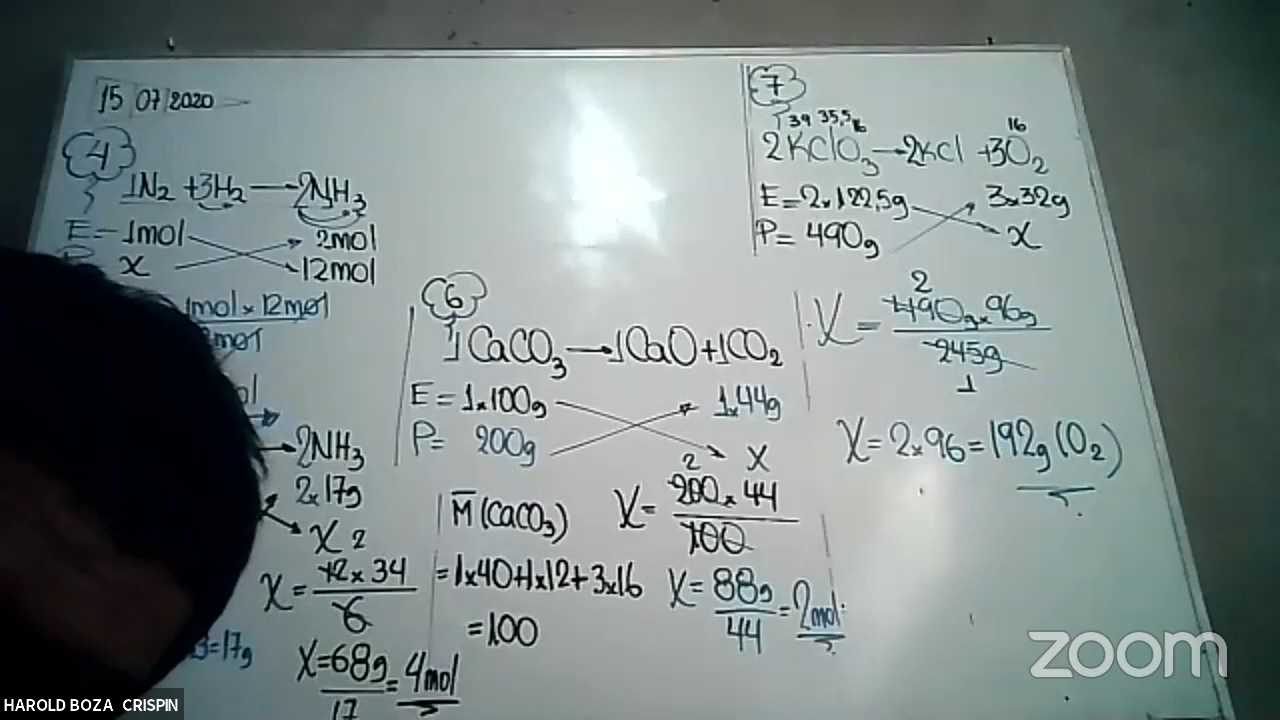 15 07 2020
4
1N₂ + 3H₂ → 2NH₃
E = 1mol 2mol
x 12mol
1mol x 12mol
mol
2NH₃
2x17g
X 2
X = 12 x 34
6
3=17g
X = 68g = 4mol
17
6
1CaCO₃ → 1CaO + 1CO₂
E = 1x100g 1x44g
P = 200g X
M (CaCO₃)
= 1x40+1x12+3x16
= 100
2
X = 200 x 44
100
X = 88g = 2mol
44
7
39 35,5 16 16
2KClO₃ → 2KCl + 3O₂
E = 2x122,5g 3x32g
P = 490g X
2
X = 490g x 96g
245g
1
X = 2x96 = 192g (O₂)
zoom
HAROLD BOZA CRISPIN